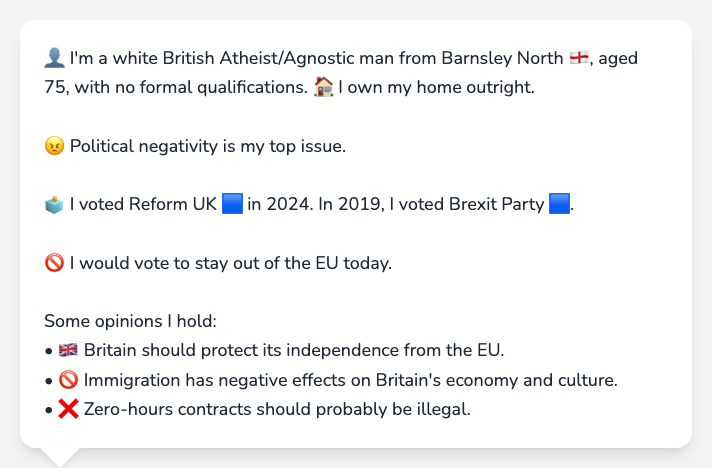 👤 I'm a white British Atheist/Agnostic man from Barnsley North 🏴󠁧󠁢󠁥󠁮󠁧󠁿, aged
75, with no formal qualifications. 🏠 I own my home outright.
😠 Political negativity is my top issue.
🗳️ I voted Reform UK 🟦 in 2024. In 2019, I voted Brexit Party 🟦.
🚫 I would vote to stay out of the EU today.
Some opinions I hold:
• 🇬🇧 Britain should protect its independence from the EU.
• 🚫 Immigration has negative effects on Britain's economy and culture.
• ❌ Zero-hours contracts should probably be illegal.